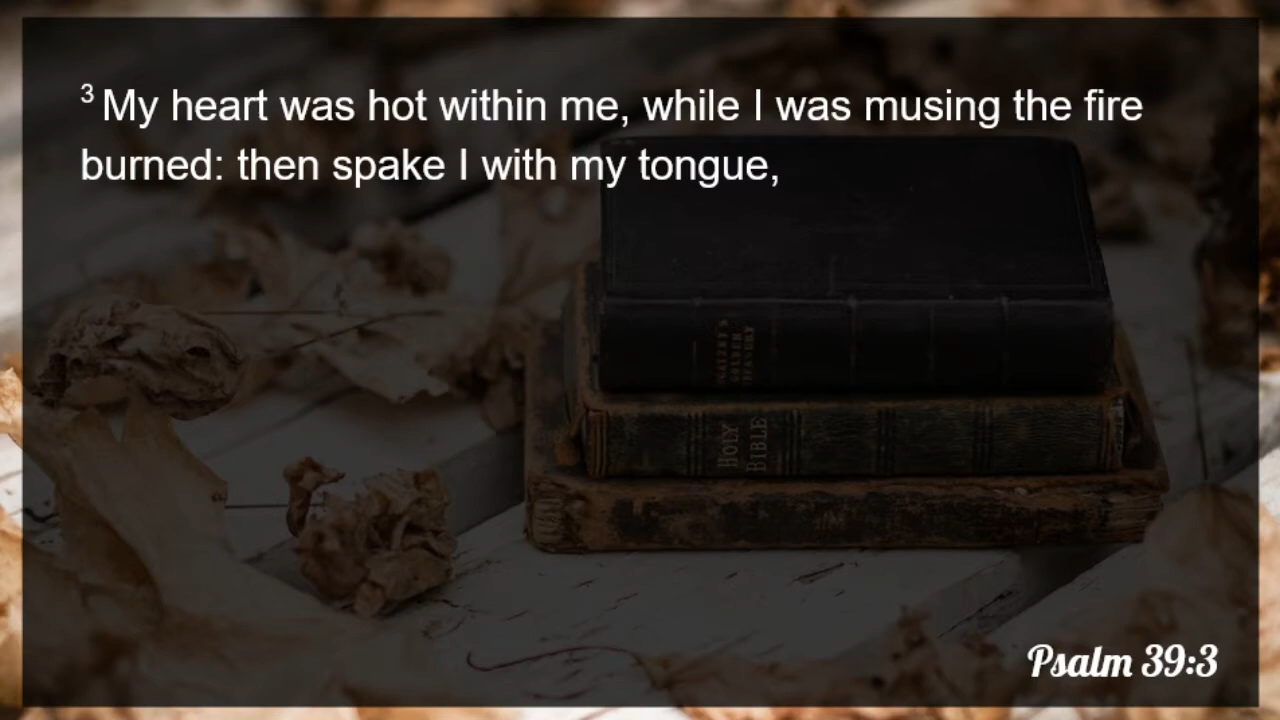 3 My heart was hot within me, while I was musing the fire
burned: then spake I with my tongue,
HOLY
BIBLE
Psalm 39:3